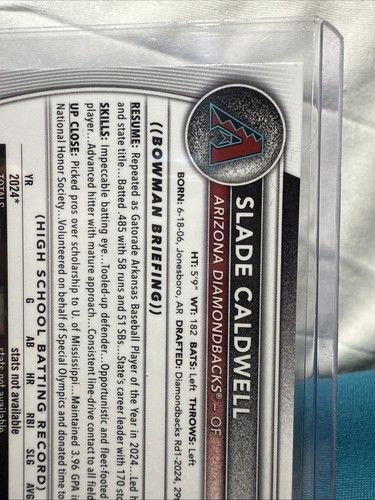 SLADE CALDWELL
ARIZONA DIAMONDBACKS® – OF
HT: 5'9" WT: 182 BATS: Left THROWS: Left
BORN: 6-18-06, Jonesboro, AR DRAFTED: Diamondbacks Rd1-2024, 29
((BOWMAN BRIEFING))
RESUME: Repeated as Gatorade Arkansas Baseball Player of the Year in 2024...Led h
and state title...Batted .485 with 58 runs and 51 SBs...State's career leader with 170 st
SKILLS: Impeccable batting eye...Tooled-up defender...Opportunistic and fleet-footed
player...Advanced hitter with mature approach...Consistent line-drive contact to all field
UP CLOSE: Picked pros over scholarship to U. of Mississippi...Maintained 3.96 GPA in
National Honor Society...Volunteered on behalf of Special Olympics and donated time to
(HIGH SCHOOL BATTING RECORD)
YR G AB HR RBI SLG AVG
2024* stats not available
TOTALS stats not available